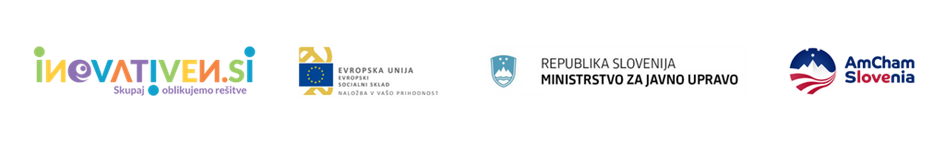 inovativen.si
Skupaj oblikujemo rešitve
EVROPSKA UNIJA
EVROPSKI
SOCIALNI SKLAD
NALOŽBA V VAŠO PRIHODNOST
REPUBLIKA SLOVENIJA
MINISTRSTVO ZA JAVNO UPRAVO
AmCham
Slovenia